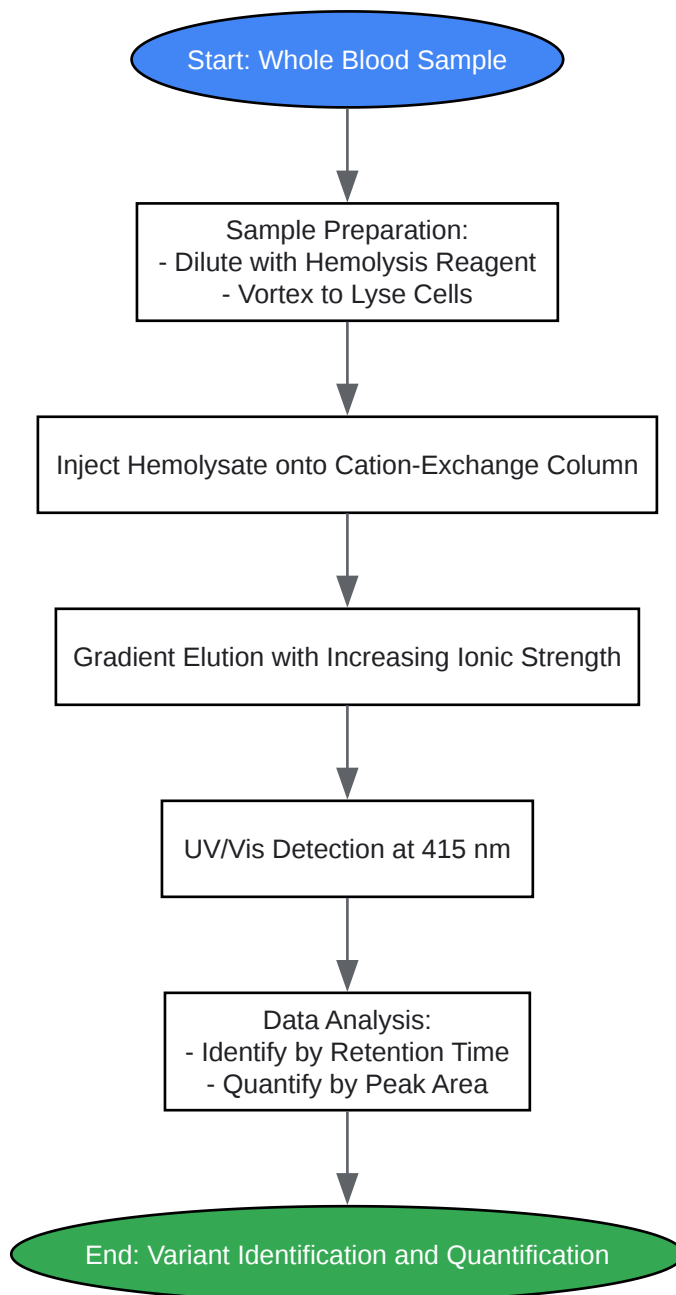 Start: Whole Blood Sample
Sample Preparation:
- Dilute with Hemolysis Reagent
- Vortex to Lyse Cells
Inject Hemolysate onto Cation-Exchange Column
Gradient Elution with Increasing Ionic Strength
UV/Vis Detection at 415 nm
Data Analysis:
- Identify by Retention Time
- Quantify by Peak Area
End: Variant Identification and Quantification